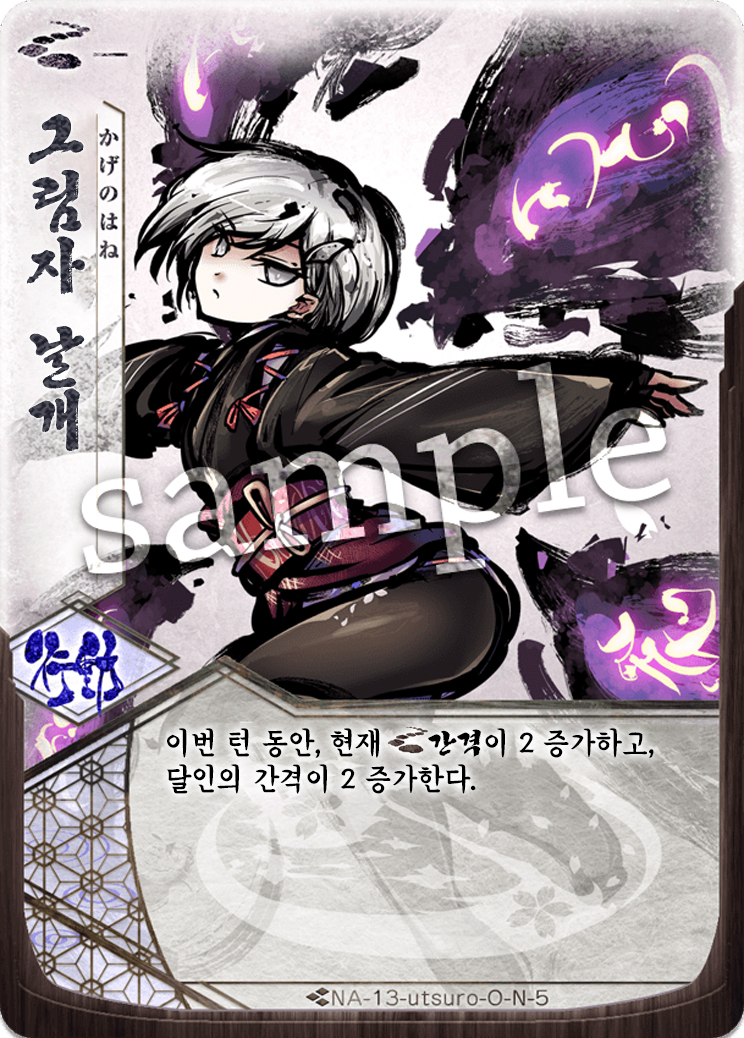 그림자 날개
かげのはね
sample
행동
이번 턴 동안, 현재 간격이 2 증가하고,
달인의 간격이 2 증가한다.
NA-13-utsuro-O-N-5